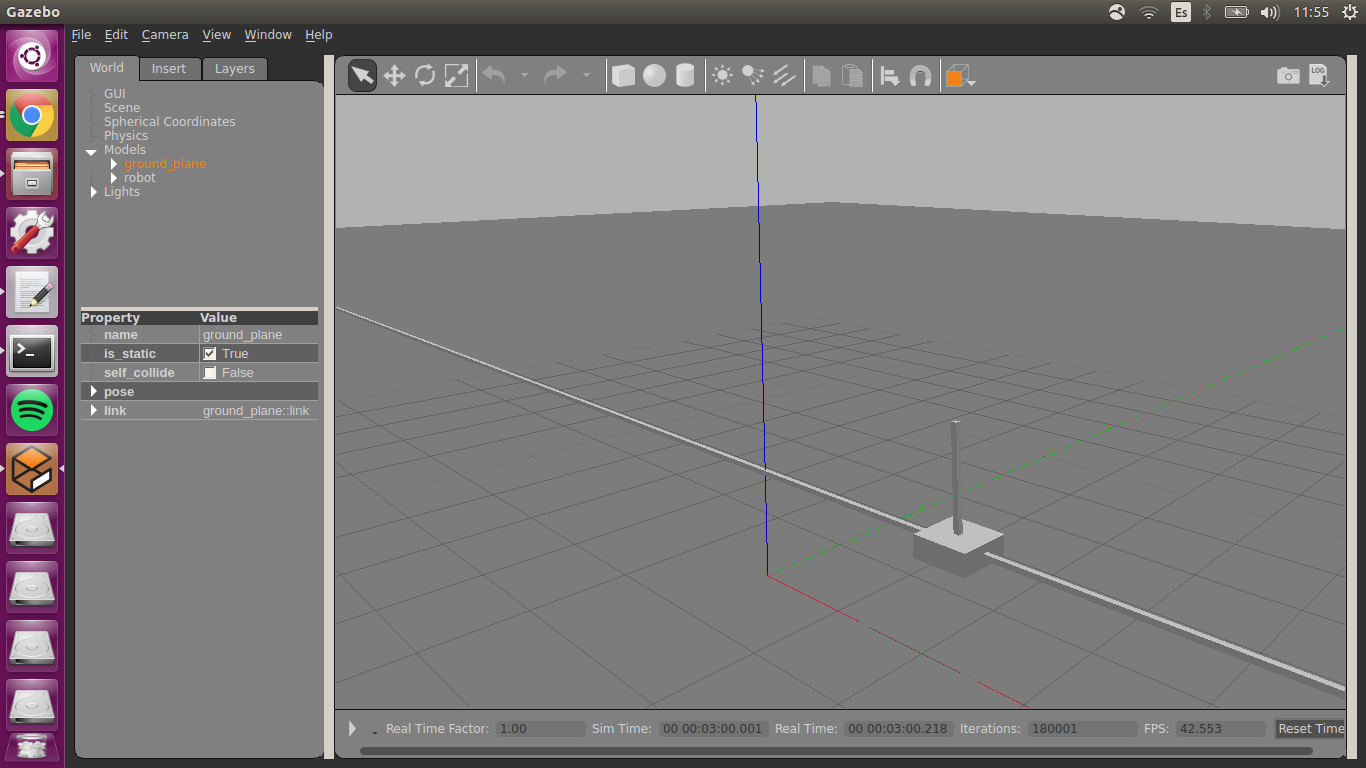 Gazebo
Es
11:55
File Edit Camera View Window Help
World Insert Layers
LOG
GUI
Scene
Spherical Coordinates
Physics
Models
ground_plane
robot
Lights
Property Value
name ground_plane
is_static True
self_collide False
pose
link ground_plane::link
Real Time Factor: 1.00 Sim Time: 00 00:03:00.001 Real Time: 00 00:03:00.218 Iterations: 180001 FPS: 42.553 Reset Time